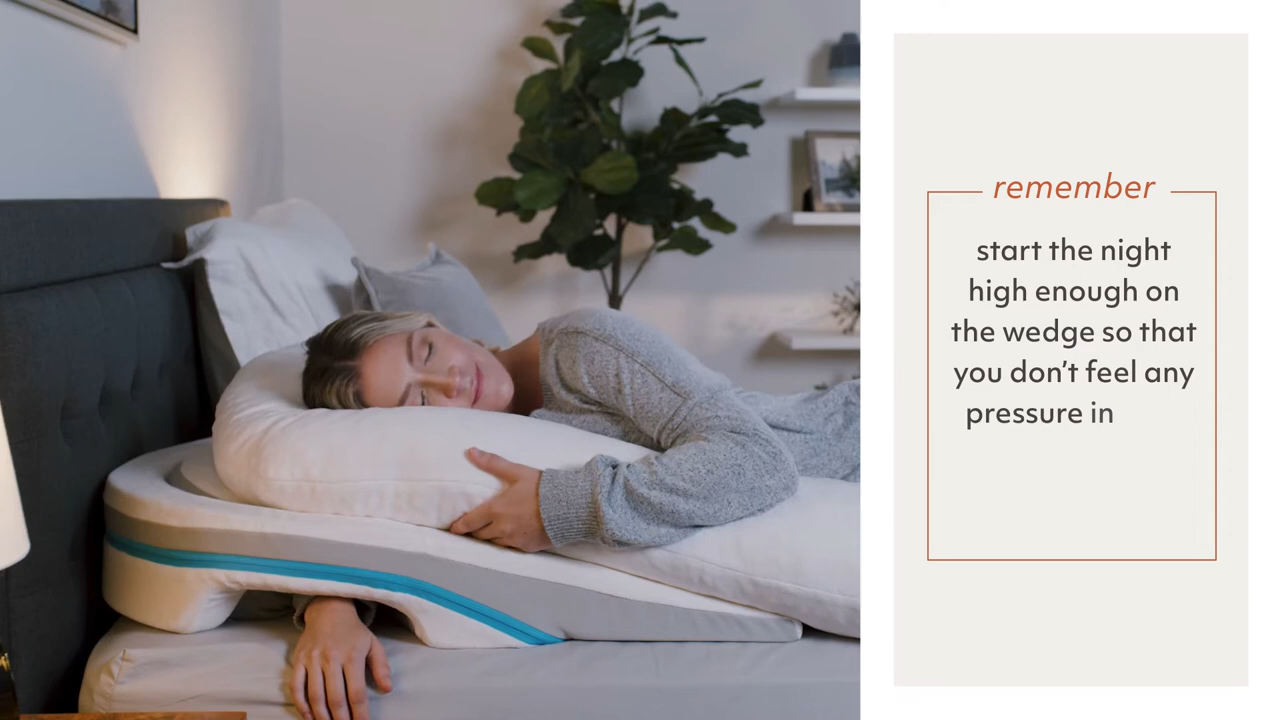 remember
start the night
high enough on
the wedge so that
you don't feel any
pressure in